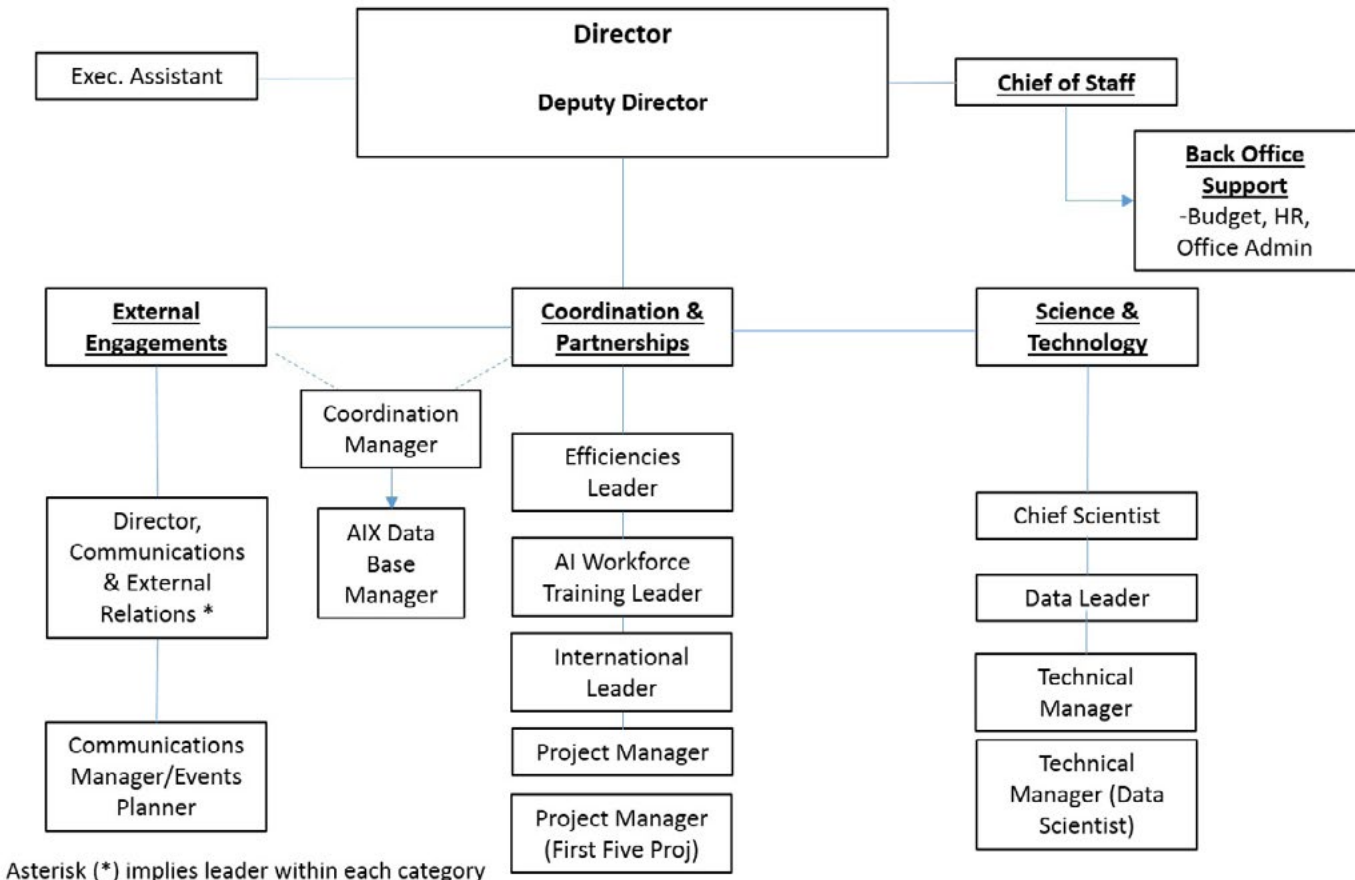 Director
Deputy Director
Exec. Assistant
Chief of Staff
Back Office
Support
-Budget, HR,
Office Admin
External
Engagements
Coordination &
Partnerships
Science &
Technology
Coordination
Manager
AIX Data
Base
Manager
Director,
Communications
& External
Relations *
Communications
Manager/Events
Planner
Efficiencies
Leader
AI Workforce
Training Leader
International
Leader
Project Manager
Project Manager
(First Five Proj)
Chief Scientist
Data Leader
Technical
Manager
Technical
Manager (Data
Scientist)
Asterisk (*) implies leader within each category